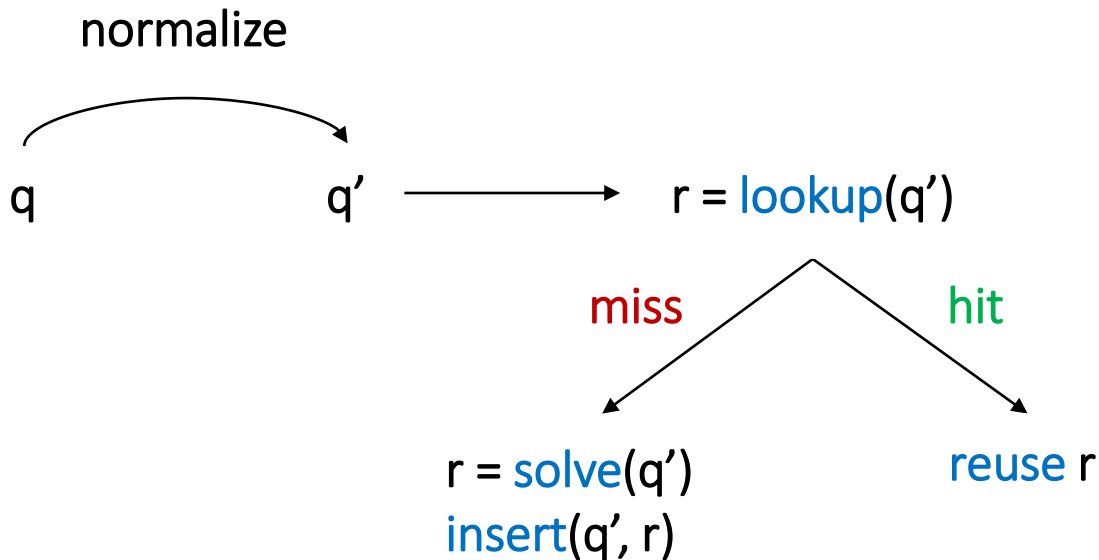 normalize
q
q′
r = lookup(q′)
miss
hit
r = solve(q′)
insert(q′, r)
reuse r